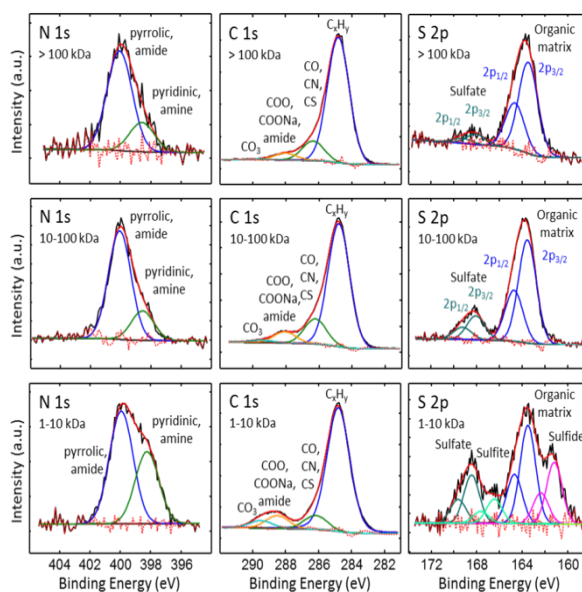 N 1s
> 100 kDa
pyrrolic,
amide
pyridinic,
amine
Intensity (a.u.)
C 1s
> 100 kDa
CxHy
CO,
CN,
CS
COO,
COONa,
amide
CO3
S 2p
> 100 kDa
Organic
matrix
2p1/2
2p3/2
Sulfate
2p3/2
2p1/2
N 1s
10-100 kDa
pyrrolic,
amide
pyridinic,
amine
Intensity (a.u.)
C 1s
10-100 kDa
CxHy
CO,
CN,
CS
COO,
COONa,
amide
CO3
S 2p
10-100 kDa
Organic
matrix
2p1/2
2p3/2
Sulfate
2p3/2
2p1/2
N 1s
1-10 kDa
pyridinic,
amine
pyrrolic,
amide
Intensity (a.u.)
404 402 400 398 396
Binding Energy (eV)
C 1s
1-10 kDa
CxHy
CO,
CN,
CS
COO,
COONa,
amide
CO3
290 288 286 284 282
Binding Energy (eV)
S 2p
1-10 kDa
Organic
matrix
Sulfate
Sulfite
Sulfide
172 168 164 160
Binding Energy (eV)